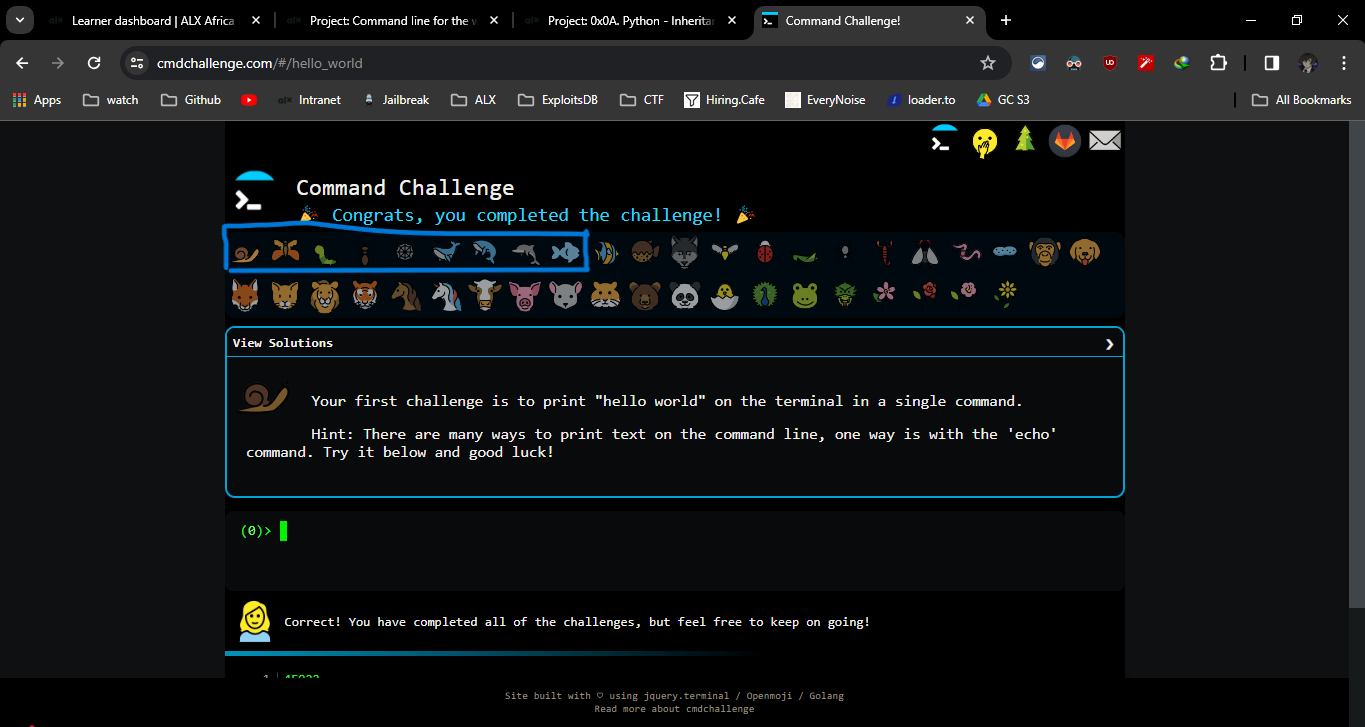 Learner dashboard | ALX Africa
Project: Command line for the
Project: 0x0A. Python - Inherita
Command Challenge!
cmdchallenge.com/#/hello_world
Apps
watch
Github
Intranet
Jailbreak
ALX
ExploitsDB
CTF
Hiring.Cafe
EveryNoise
loader.to
GC S3
All Bookmarks
Command Challenge
Congrats, you completed the challenge!
View Solutions
Your first challenge is to print "hello world" on the terminal in a single command.
Hint: There are many ways to print text on the command line, one way is with the 'echo'
command. Try it below and good luck!
(0)>
Correct! You have completed all of the challenges, but feel free to keep on going!
Site built with ♡ using jquery.terminal / Openmoji / Golang
Read more about cmdchallenge